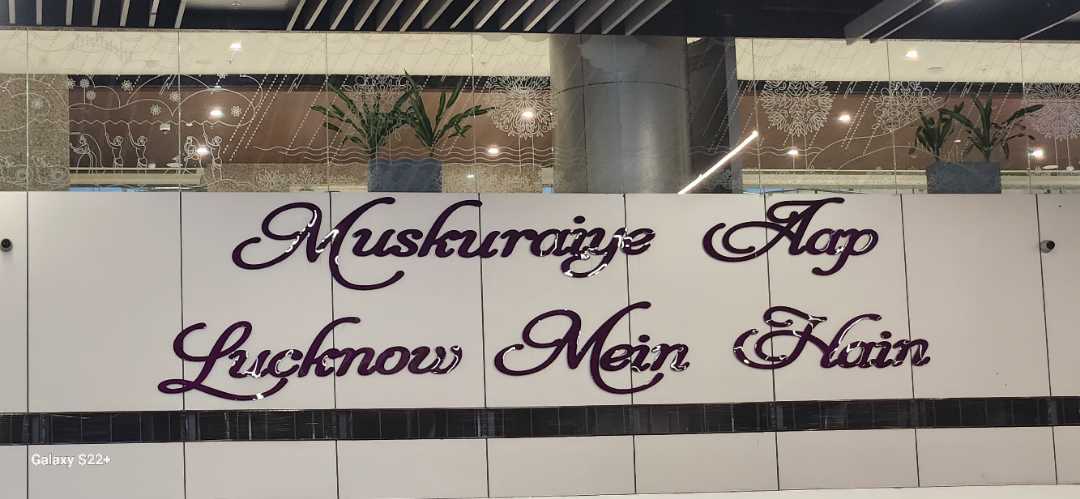 Muskuraiye Aap
Lucknow Mein Hain
Galaxy S22+